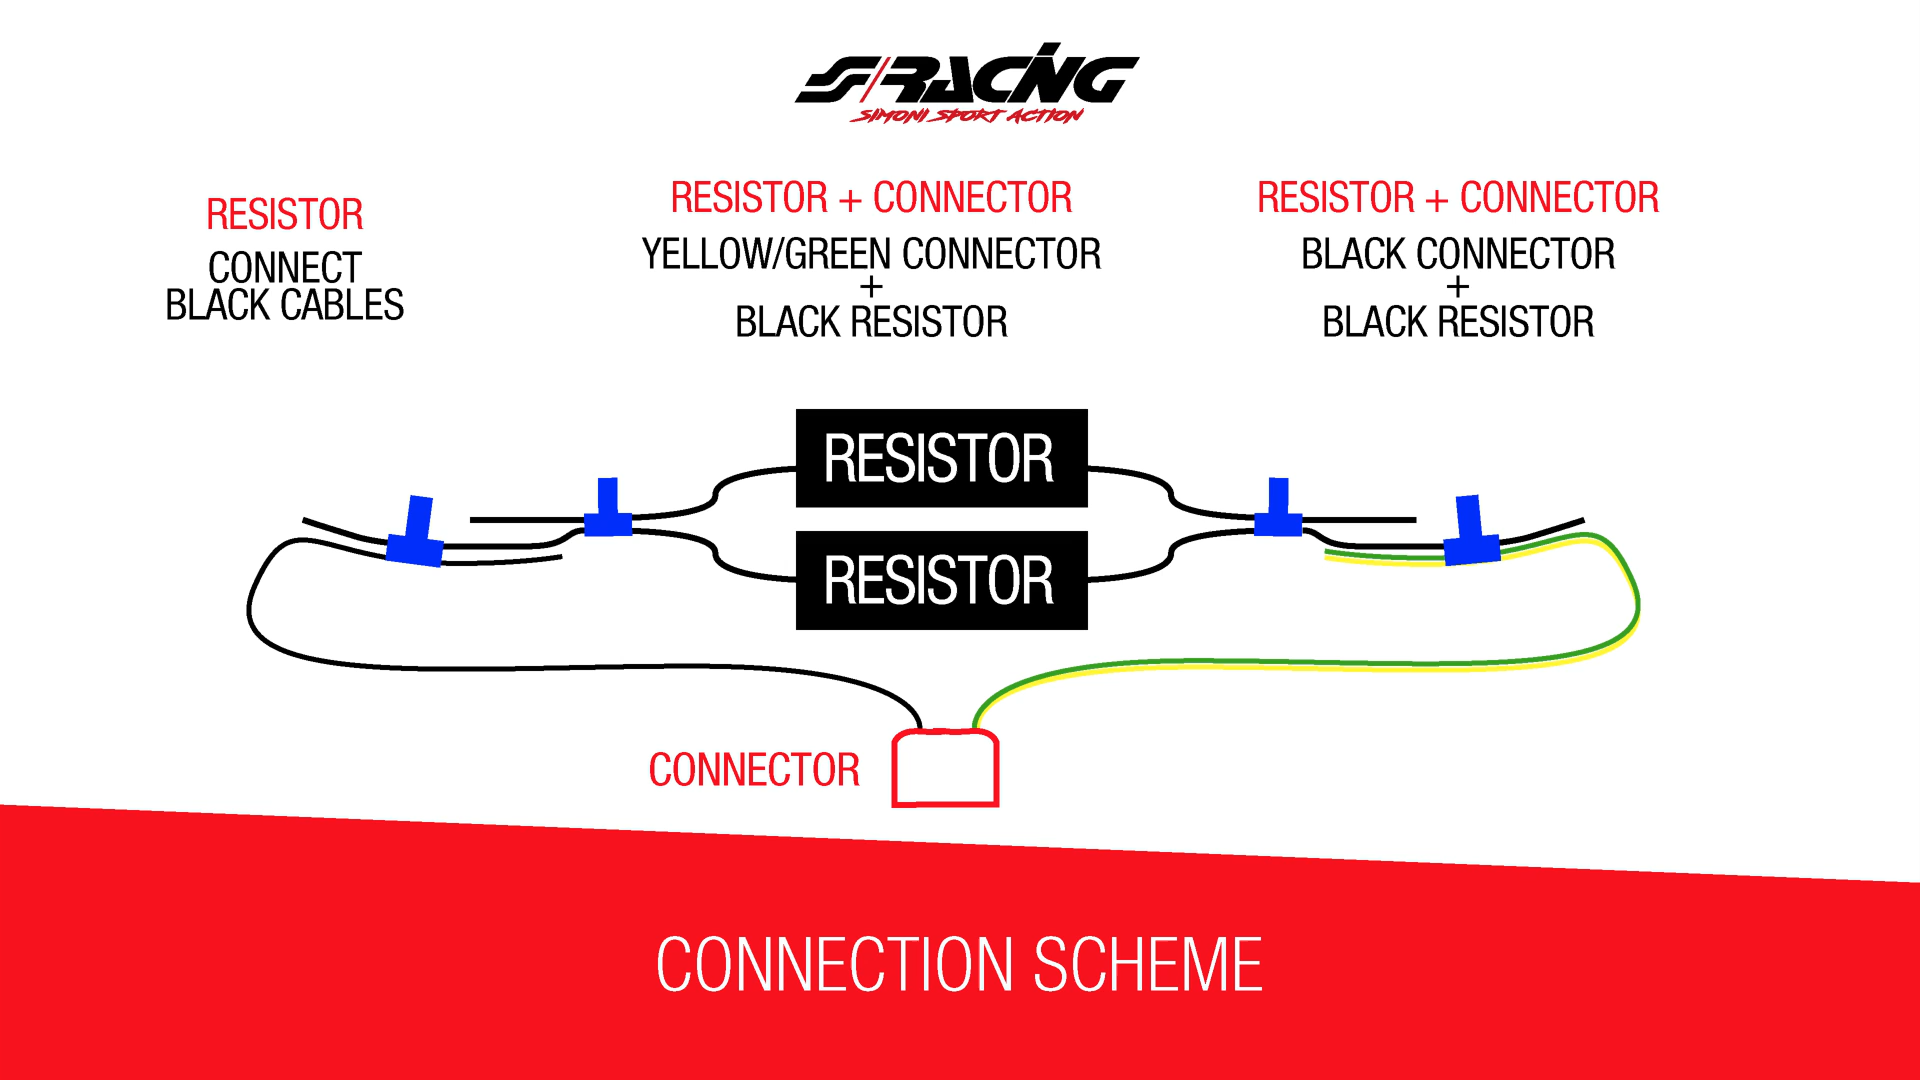 S/RACING
SIMONI SPORT ACTION
RESISTOR
CONNECT
BLACK CABLES
RESISTOR + CONNECTOR
YELLOW/GREEN CONNECTOR
+
BLACK RESISTOR
RESISTOR + CONNECTOR
BLACK CONNECTOR
+
BLACK RESISTOR
RESISTOR
RESISTOR
CONNECTOR
CONNECTION SCHEME